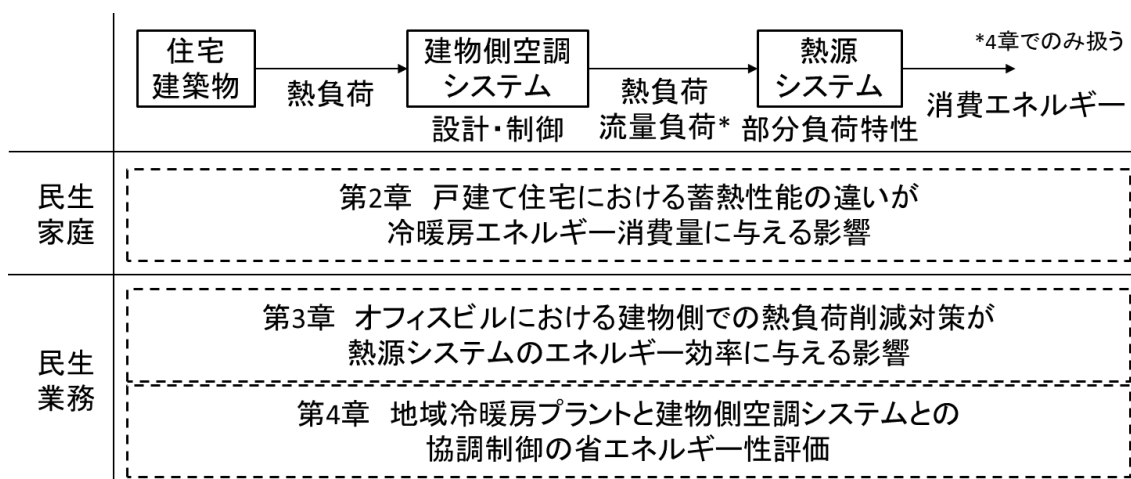 住宅
建築物
熱負荷
建物側空調
システム
設計・制御
熱負荷
流量負荷*
熱源
システム
部分負荷特性
*4章でのみ扱う
消費エネルギー
民生
家庭
第2章 戸建て住宅における蓄熱性能の違いが
冷暖房エネルギー消費量に与える影響
民生
業務
第3章 オフィスビルにおける建物側での熱負荷削減対策が
熱源システムのエネルギー効率に与える影響
第4章 地域冷暖房プラントと建物側空調システムとの
協調制御の省エネルギー性評価